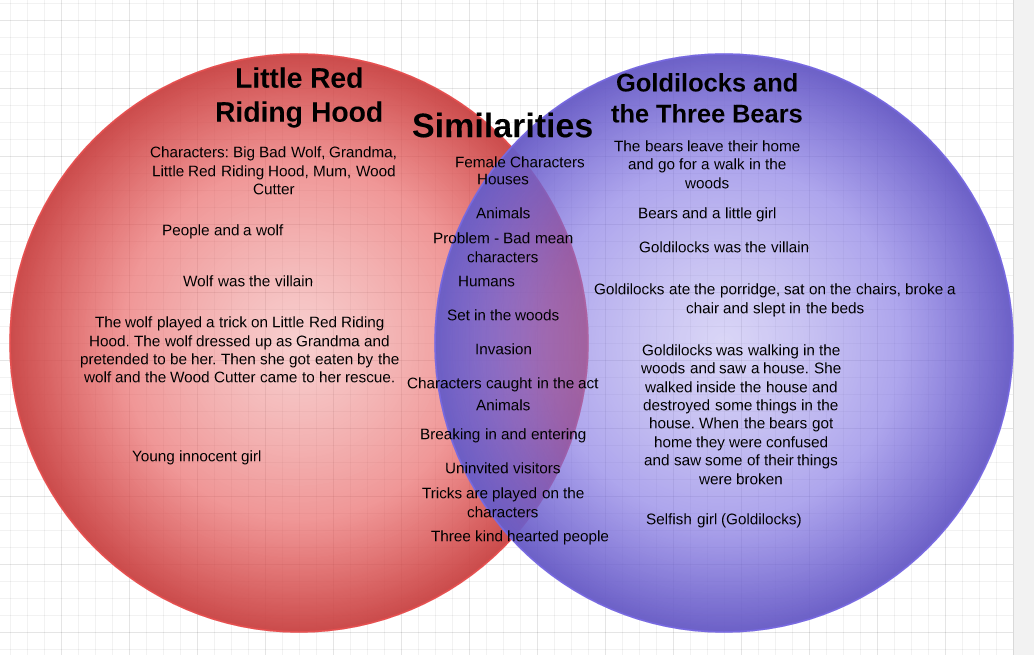 Little Red
Riding Hood
Characters: Big Bad Wolf, Grandma,
Little Red Riding Hood, Mum, Wood
Cutter
People and a wolf
Wolf was the villain
The wolf played a trick on Little Red Riding
Hood. The wolf dressed up as Grandma and
pretended to be her. Then she got eaten by the
wolf and the Wood Cutter came to her rescue.
Young innocent girl
Similarities
Female Characters
Houses
Animals
Problem - Bad mean
characters
Humans
Set in the woods
Invasion
Characters caught in the act
Animals
Breaking in and entering
Uninvited visitors
Tricks are played on the
characters
Three kind hearted people
Goldilocks and
the Three Bears
The bears leave their home
and go for a walk in the
woods
Bears and a little girl
Goldilocks was the villain
Goldilocks ate the porridge, sat on the chairs, broke a
chair and slept in the beds
Goldilocks was walking in the
woods and saw a house. She
walked inside the house and
destroyed some things in the
house. When the bears got
home they were confused
and saw some of their things
were broken
Selfish girl (Goldilocks)